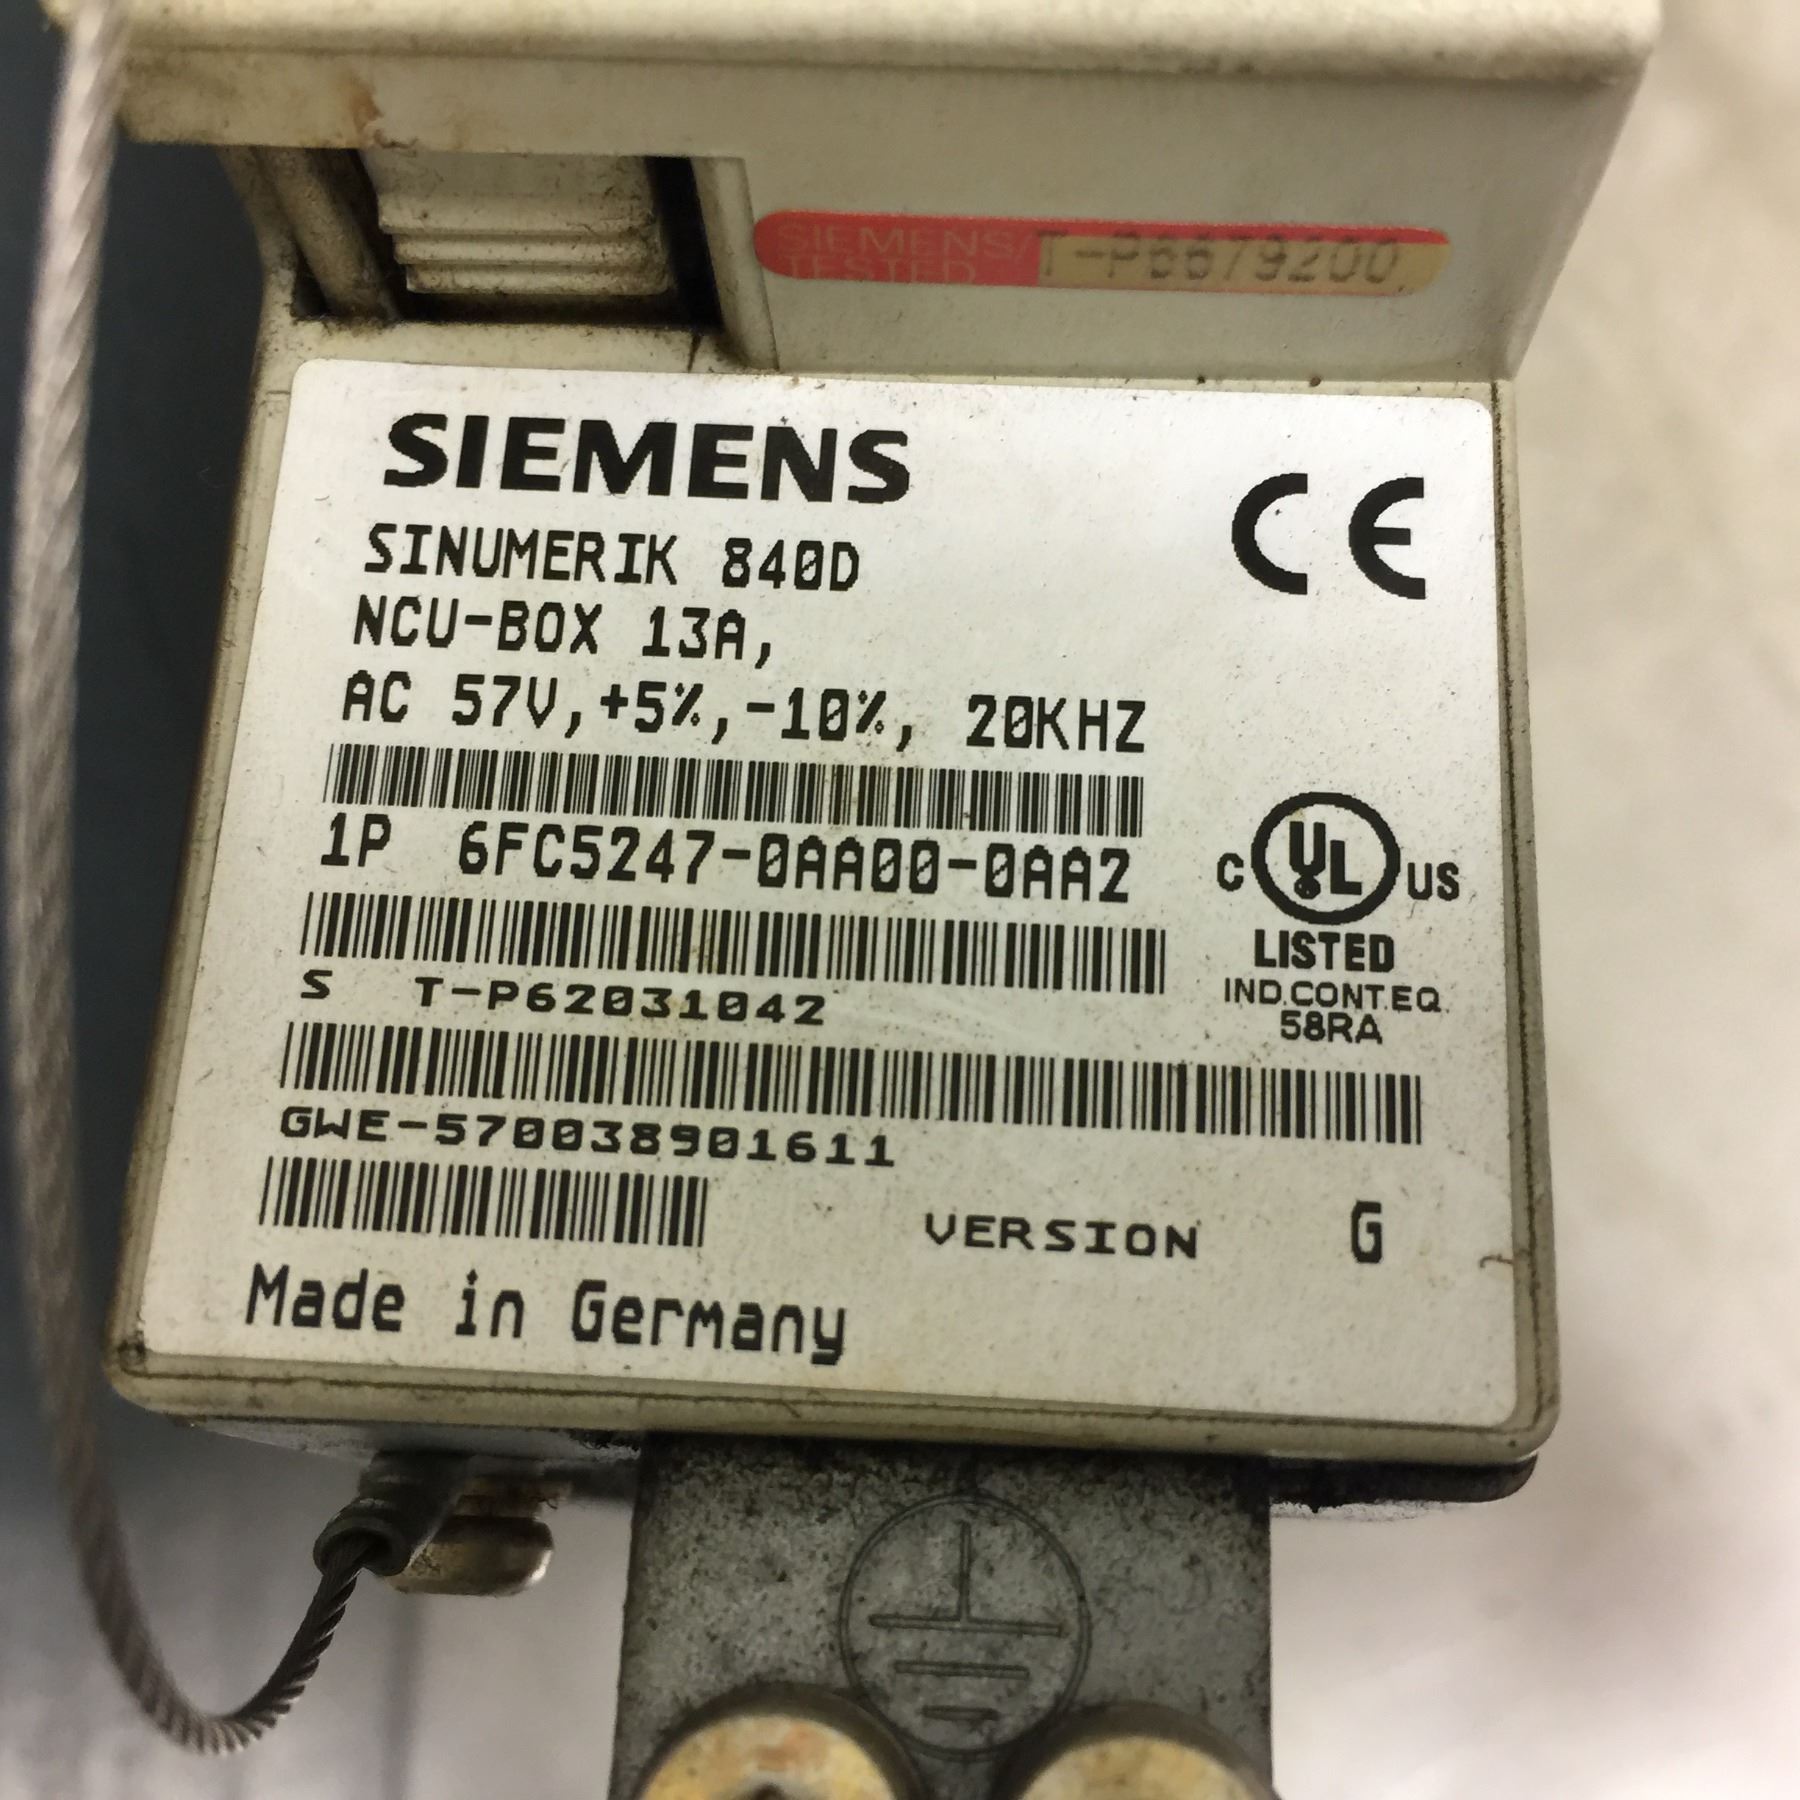 SIEMENS/ T-P6679200
TESTED
SIEMENS
CE
SINUMERIK 840D
NCU-BOX 13A,
AC 57V,+5%,-10%, 20KHZ
1P 6FC5247-0AA00-0AA2
C UL US
LISTED
IND.CONT.EQ.
58RA
S T-P62031042
GWE-570038901611
VERSION G
Made in Germany